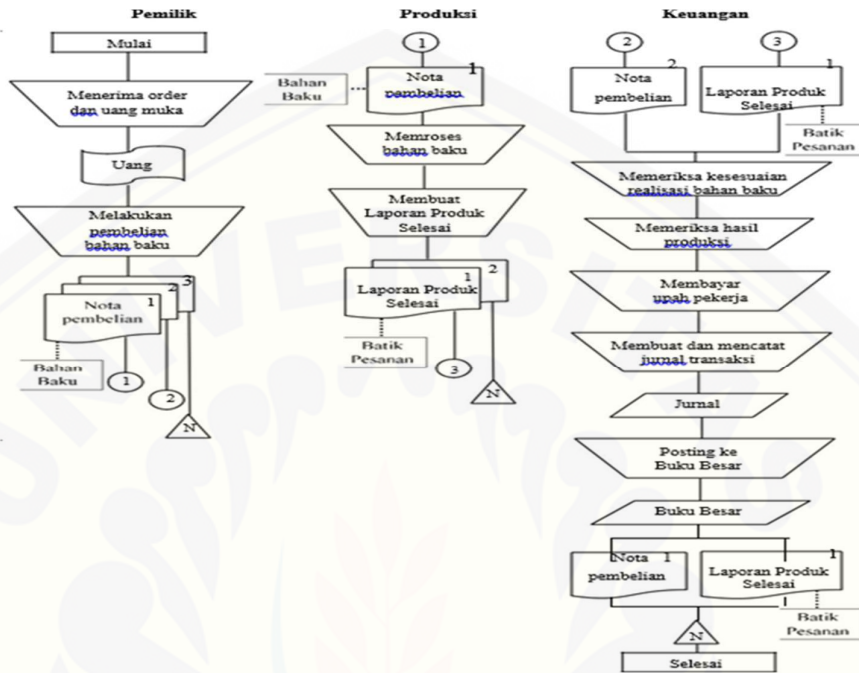 Pemilik
Mulai
Menerima order
dan uang muka
Uang
Melakukan
pembelian
bahan baku
3
2
1
Nota
pembelian
Bahan
Baku
1
2
N
Produksi
1
1
Nota
pambelian
Bahan
Baku
Memroses
bahan baku
Membuat
Laporan Produk
Selesai
2
1
Laporan Produk
Selesai
Batik
Pesanan
3
N
Keuangan
2
3
2
Nota
pembelian
1
Laporan Produk
Selesai
Batik
Pesanan
Memeriksa kesesuaian
realisasi bahan baku
Memeriksa hasil
produksi
Membayar
upah pekerja
Membuat dan mencatat
jurnal transaksi
Jurnal
Posting ke
Buku Besar
Buku Besar
Nota 1
pembelian
1
Laporan Produk
Selesai
Batik
Pesanan
N
Selesai
UNIVERSITAS